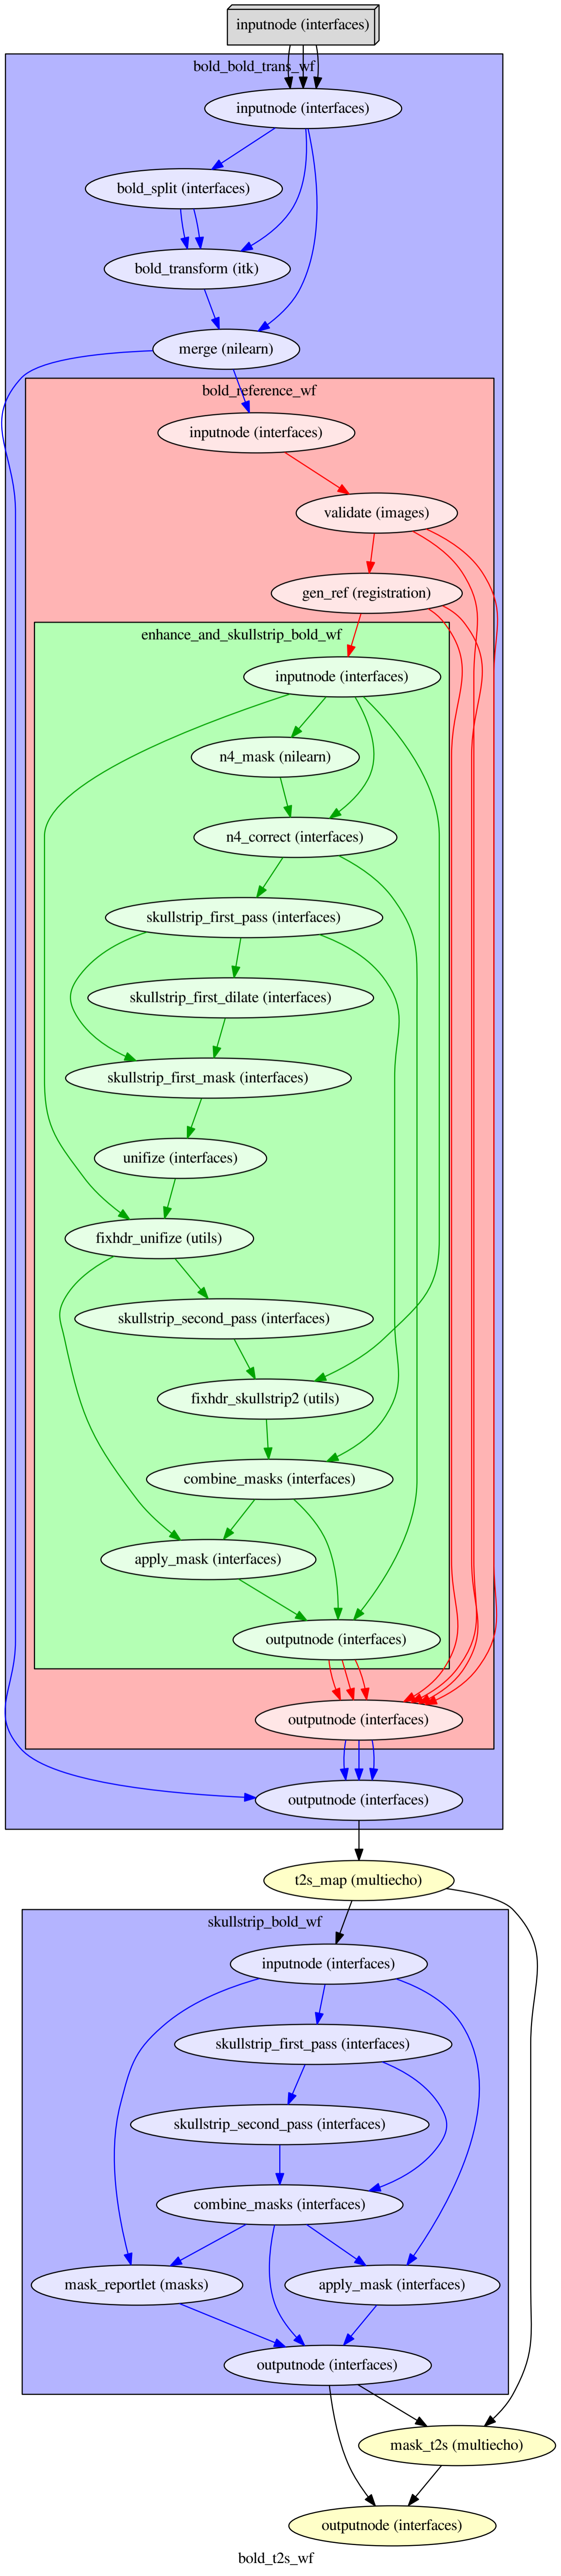 inputnode (interfaces)
bold_bold_trans_wf
inputnode (interfaces)
bold_split (interfaces)
bold_transform (itk)
merge (nilearn)
bold_reference_wf
inputnode (interfaces)
validate (images)
gen_ref (registration)
enhance_and_skullstrip_bold_wf
inputnode (interfaces)
n4_mask (nilearn)
n4_correct (interfaces)
skullstrip_first_pass (interfaces)
skullstrip_first_dilate (interfaces)
skullstrip_first_mask (interfaces)
unifize (interfaces)
fixhdr_unifize (utils)
skullstrip_second_pass (interfaces)
fixhdr_skullstrip2 (utils)
combine_masks (interfaces)
apply_mask (interfaces)
outputnode (interfaces)
outputnode (interfaces)
outputnode (interfaces)
t2s_map (multiecho)
skullstrip_bold_wf
inputnode (interfaces)
skullstrip_first_pass (interfaces)
skullstrip_second_pass (interfaces)
combine_masks (interfaces)
mask_reportlet (masks)
apply_mask (interfaces)
outputnode (interfaces)
mask_t2s (multiecho)
outputnode (interfaces)
bold_t2s_wf